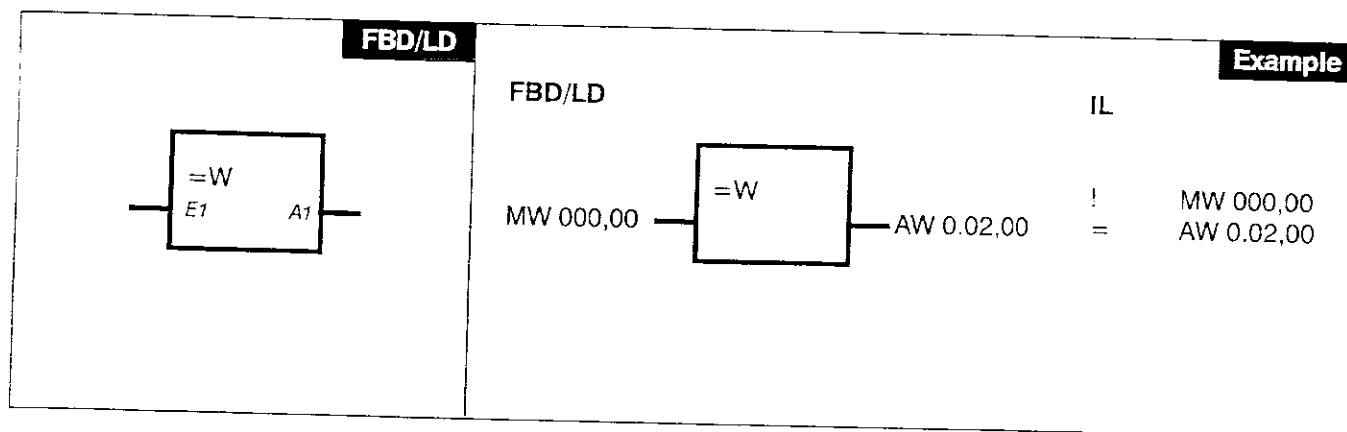 FBD/LD
=W
E1 A1
Example
FBD/LD
IL
=W
MW 000,00
AW 0.02,00
! MW 000,00
= AW 0.02,00